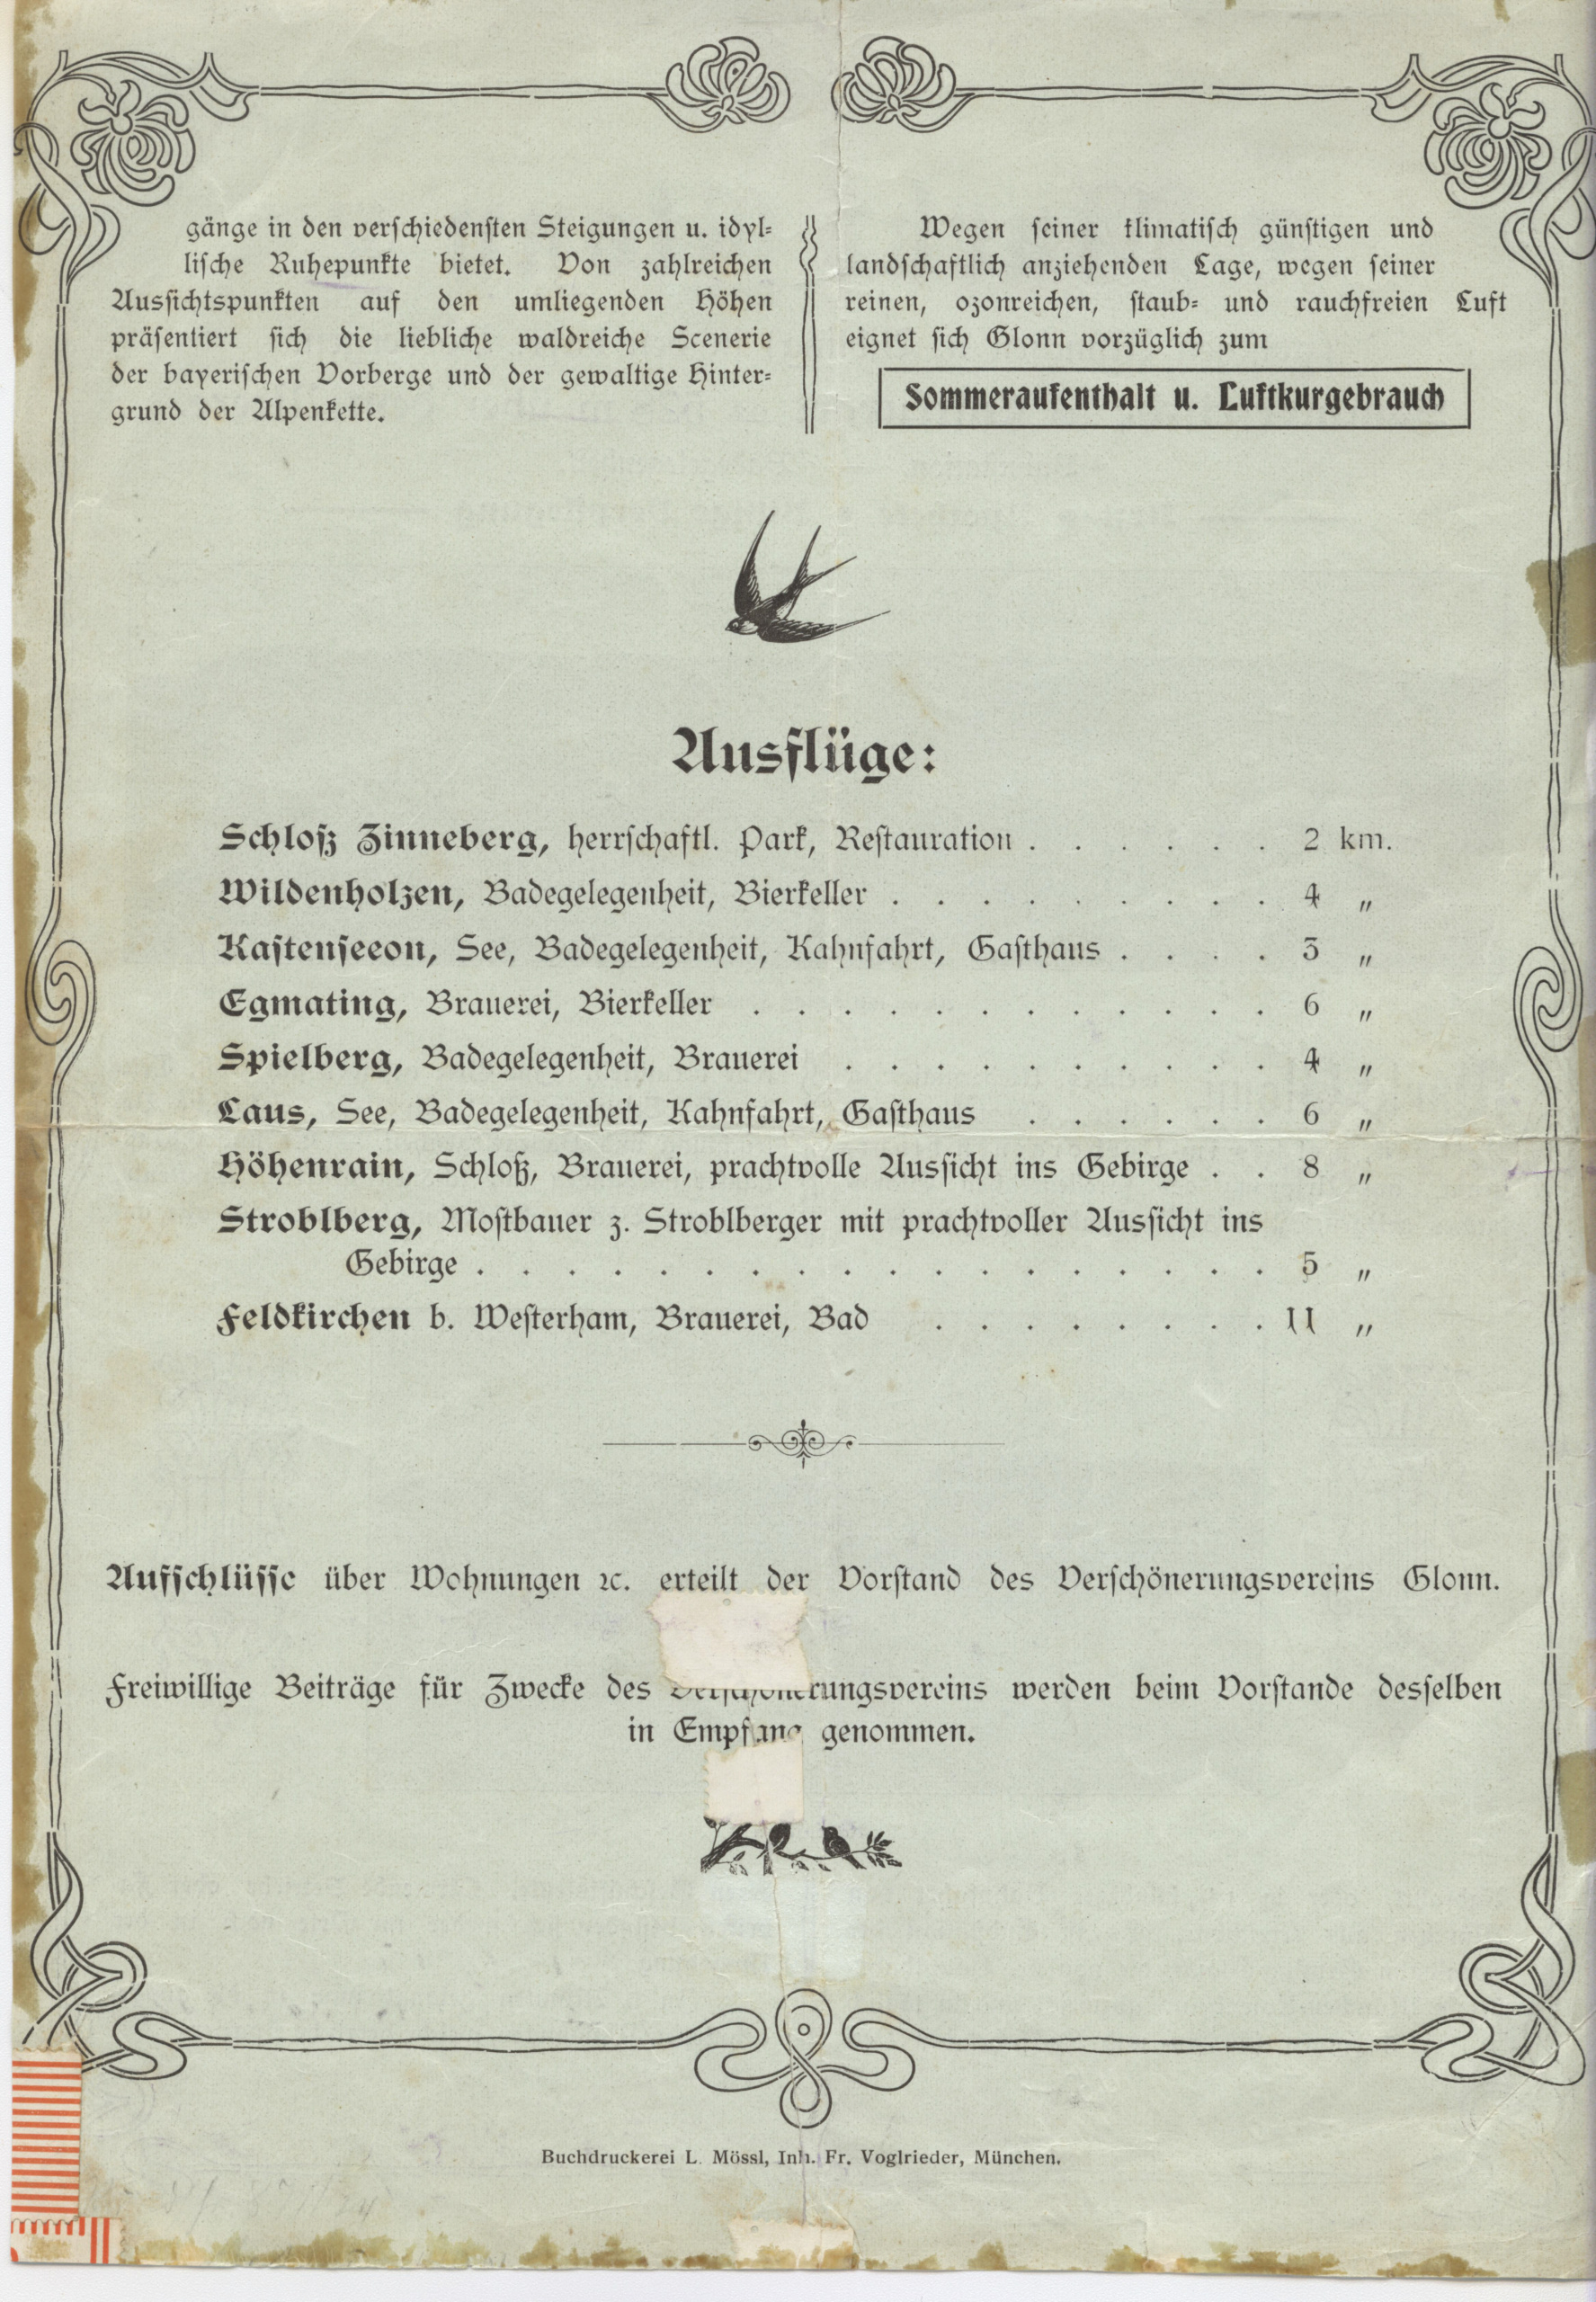 gänge in den verschiedensten Steigungen u. idyl-
lische Ruhepunkte bietet. Von zahlreichen
Aussichtspunkten auf den umliegenden Höhen
präsentiert sich die liebliche waldreiche Scenerie
der bayerischen Vorberge und der gewaltige Hinter-
grund der Alpenkette.
Wegen seiner klimatisch günstigen und
landschaftlich anziehenden Lage, wegen seiner
reinen, ozonreichen, staub- und rauchfreien Luft
eignet sich Glonn vorzüglich zum
Sommeraufenthalt u. Luftkurgebrauch
Ausflüge:
Schloß Zinneberg, herrschaftl. Park, Restauration . . . . . . 2 km.
Wildenholzen, Badegelegenheit, Bierkeller . . . . . . . . . 4 „
Kastenseeon, See, Badegelegenheit, Kahnfahrt, Gasthaus . . . . 3 „
Egmating, Brauerei, Bierkeller . . . . . . . . . . . . 6 „
Spielberg, Badegelegenheit, Brauerei . . . . . . . . . . 4 „
Laus, See, Badegelegenheit, Kahnfahrt, Gasthaus . . . . . . 6 „
Höhenrain, Schloß, Brauerei, prachtvolle Aussicht ins Gebirge . . 8 „
Stroblberg, Mostbauer z. Stroblberger mit prachtvoller Aussicht ins
Gebirge . . . . . . . . . . . . . . . . . . 5 „
Feldkirchen b. Westerham, Brauerei, Bad . . . . . . . . 11 „
Aufschlüsse über Wohnungen ꝛc. erteilt der Vorstand des Verschönerungsvereins Glonn.
Freiwillige Beiträge für Zwecke des Verschönerungsvereins werden beim Vorstande desselben
in Empfang genommen.
Buchdruckerei L. Mössl, Inh. Fr. Voglrieder, München.